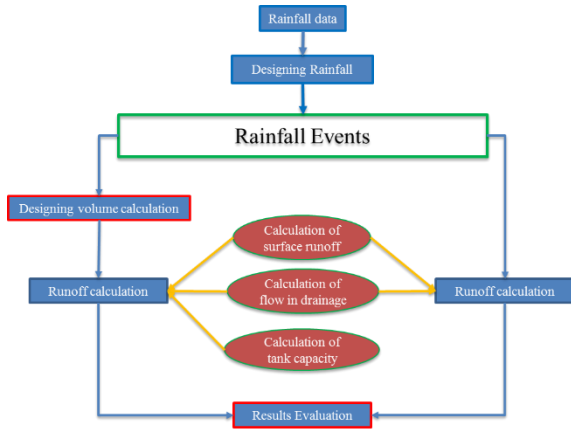 Rainfall data
Designing Rainfall
Rainfall Events
Designing volume calculation
Calculation of
surface runoff
Runoff calculation
Calculation of
flow in drainage
Runoff calculation
Calculation of
tank capacity
Results Evaluation